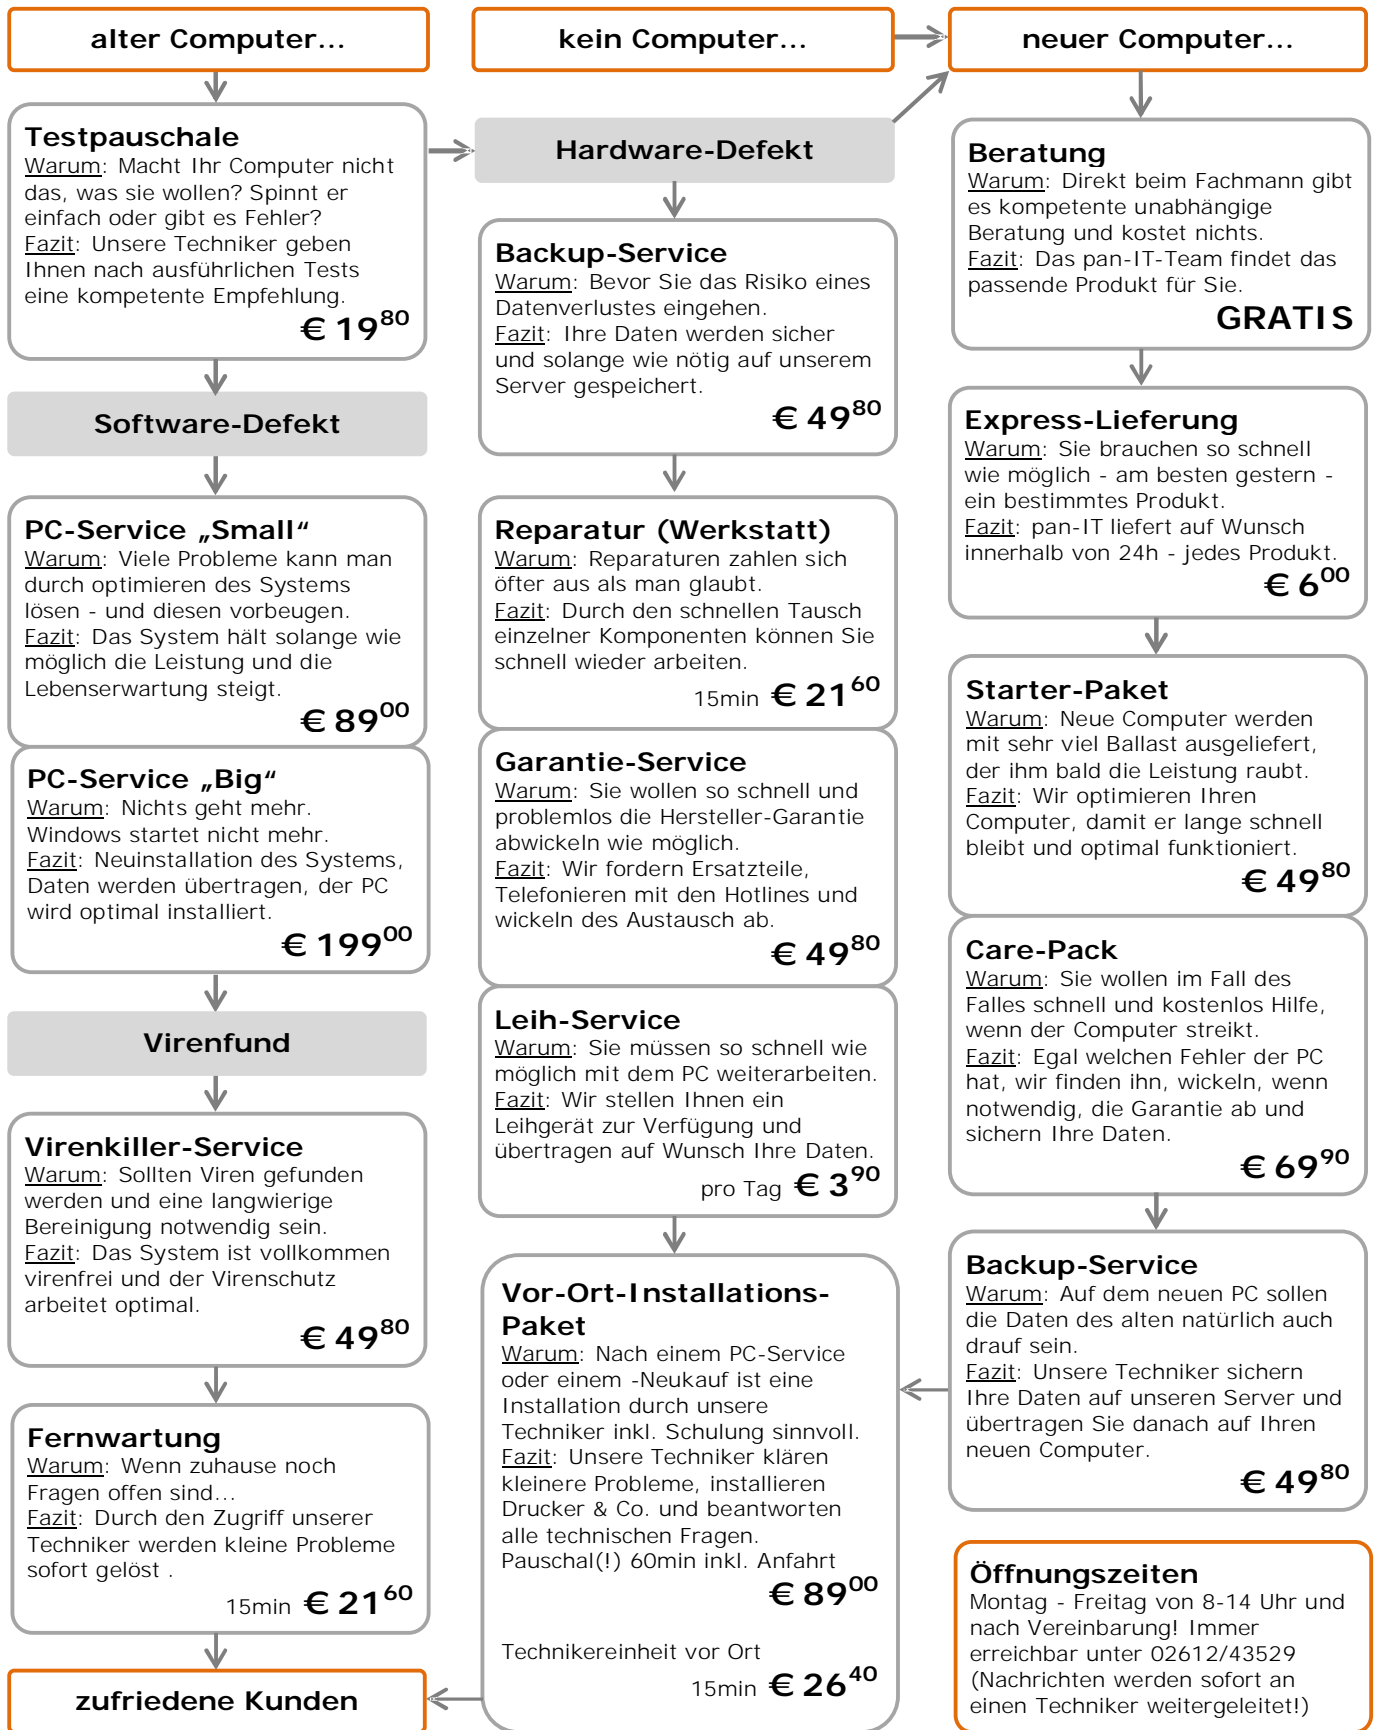 alter Computer...
Testpauschale
Warum: Macht Ihr Computer nicht
das, was sie wollen? Spinnt er
einfach oder gibt es Fehler?
Fazit: Unsere Techniker geben
Ihnen nach ausführlichen Tests
eine kompetente Empfehlung.
€ 19⁸⁰
Software-Defekt
PC-Service „Small“
Warum: Viele Probleme kann man
durch optimieren des Systems
lösen - und diesen vorbeugen.
Fazit: Das System hält solange wie
möglich die Leistung und die
Lebenserwartung steigt.
€ 89⁰⁰
PC-Service „Big“
Warum: Nichts geht mehr.
Windows startet nicht mehr.
Fazit: Neuinstallation des Systems,
Daten werden übertragen, der PC
wird optimal installiert.
€ 199⁰⁰
Virenfund
Virenkiller-Service
Warum: Sollten Viren gefunden
werden und eine langwierige
Bereinigung notwendig sein.
Fazit: Das System ist vollkommen
virenfrei und der Virenschutz
arbeitet optimal.
€ 49⁸⁰
Fernwartung
Warum: Wenn zuhause noch
Fragen offen sind...
Fazit: Durch den Zugriff unserer
Techniker werden kleine Probleme
sofort gelöst .
15min € 21⁶⁰
zufriedene Kunden
kein Computer...
Hardware-Defekt
Backup-Service
Warum: Bevor Sie das Risiko eines
Datenverlustes eingehen.
Fazit: Ihre Daten werden sicher
und solange wie nötig auf unserem
Server gespeichert.
€ 49⁸⁰
Reparatur (Werkstatt)
Warum: Reparaturen zahlen sich
öfter aus als man glaubt.
Fazit: Durch den schnellen Tausch
einzelner Komponenten können Sie
schnell wieder arbeiten.
15min € 21⁶⁰
Garantie-Service
Warum: Sie wollen so schnell und
problemlos die Hersteller-Garantie
abwickeln wie möglich.
Fazit: Wir fordern Ersatzteile,
Telefonieren mit den Hotlines und
wickeln des Austausch ab.
€ 49⁸⁰
Leih-Service
Warum: Sie müssen so schnell wie
möglich mit dem PC weiterarbeiten.
Fazit: Wir stellen Ihnen ein
Leihgerät zur Verfügung und
übertragen auf Wunsch Ihre Daten.
pro Tag € 3⁹⁰
Vor-Ort-Installations-
Paket
Warum: Nach einem PC-Service
oder einem -Neukauf ist eine
Installation durch unsere
Techniker inkl. Schulung sinnvoll.
Fazit: Unsere Techniker klären
kleinere Probleme, installieren
Drucker & Co. und beantworten
alle technischen Fragen.
Pauschal(!) 60min inkl. Anfahrt
€ 89⁰⁰
Technikereinheit vor Ort
15min € 26⁴⁰
neuer Computer...
Beratung
Warum: Direkt beim Fachmann gibt
es kompetente unabhängige
Beratung und kostet nichts.
Fazit: Das pan-IT-Team findet das
passende Produkt für Sie.
GRATIS
Express-Lieferung
Warum: Sie brauchen so schnell
wie möglich - am besten gestern -
ein bestimmtes Produkt.
Fazit: pan-IT liefert auf Wunsch
innerhalb von 24h - jedes Produkt.
€ 6⁰⁰
Starter-Paket
Warum: Neue Computer werden
mit sehr viel Ballast ausgeliefert,
der ihm bald die Leistung raubt.
Fazit: Wir optimieren Ihren
Computer, damit er lange schnell
bleibt und optimal funktioniert.
€ 49⁸⁰
Care-Pack
Warum: Sie wollen im Fall des
Falles schnell und kostenlos Hilfe,
wenn der Computer streikt.
Fazit: Egal welchen Fehler der PC
hat, wir finden ihn, wickeln, wenn
notwendig, die Garantie ab und
sichern Ihre Daten.
€ 69⁹⁰
Backup-Service
Warum: Auf dem neuen PC sollen
die Daten des alten natürlich auch
drauf sein.
Fazit: Unsere Techniker sichern
Ihre Daten auf unseren Server und
übertragen Sie danach auf Ihren
neuen Computer.
€ 49⁸⁰
Öffnungszeiten
Montag - Freitag von 8-14 Uhr und
nach Vereinbarung! Immer
erreichbar unter 02612/43529
(Nachrichten werden sofort an
einen Techniker weitergeleitet!)